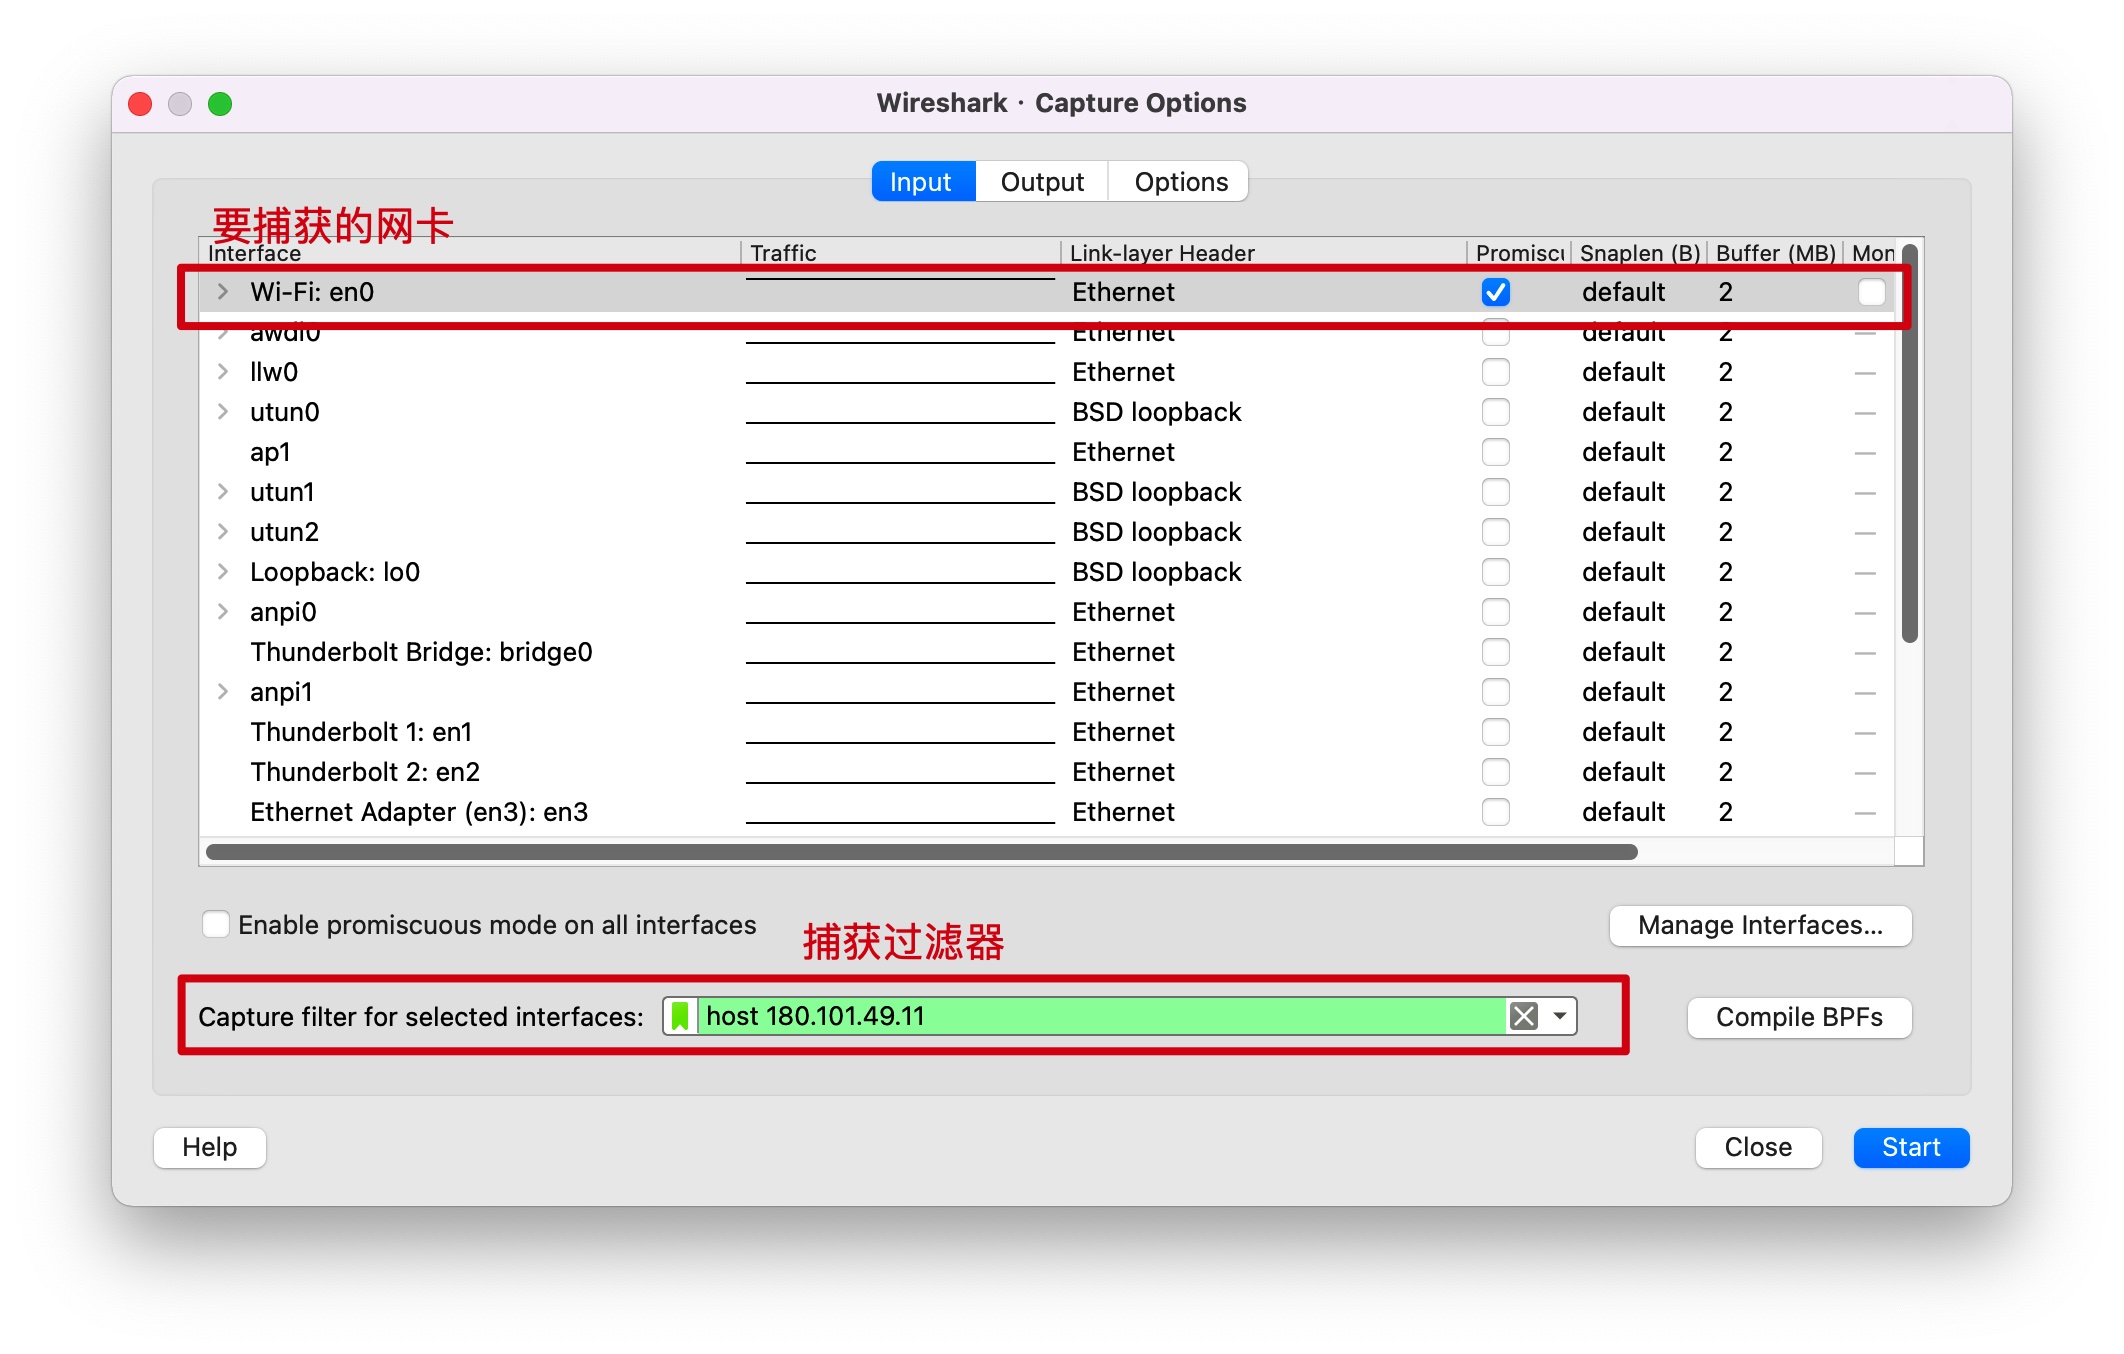 Wireshark · Capture Options
Input Output Options
要捕获的网卡
Interface Traffic Link-layer Header Promiscu Snaplen (B) Buffer (MB) Mon
Wi-Fi: en0 Ethernet default 2
awdl0 Ethernet default 2 —
llw0 Ethernet default 2 —
utun0 BSD loopback default 2 —
ap1 Ethernet default 2 —
utun1 BSD loopback default 2 —
utun2 BSD loopback default 2 —
Loopback: lo0 BSD loopback default 2 —
anpi0 Ethernet default 2 —
Thunderbolt Bridge: bridge0 Ethernet default 2 —
anpi1 Ethernet default 2 —
Thunderbolt 1: en1 Ethernet default 2 —
Thunderbolt 2: en2 Ethernet default 2 —
Ethernet Adapter (en3): en3 Ethernet default 2 —
Enable promiscuous mode on all interfaces Manage Interfaces...
捕获过滤器
Capture filter for selected interfaces: host 180.101.49.11 Compile BPFs
Help Close Start